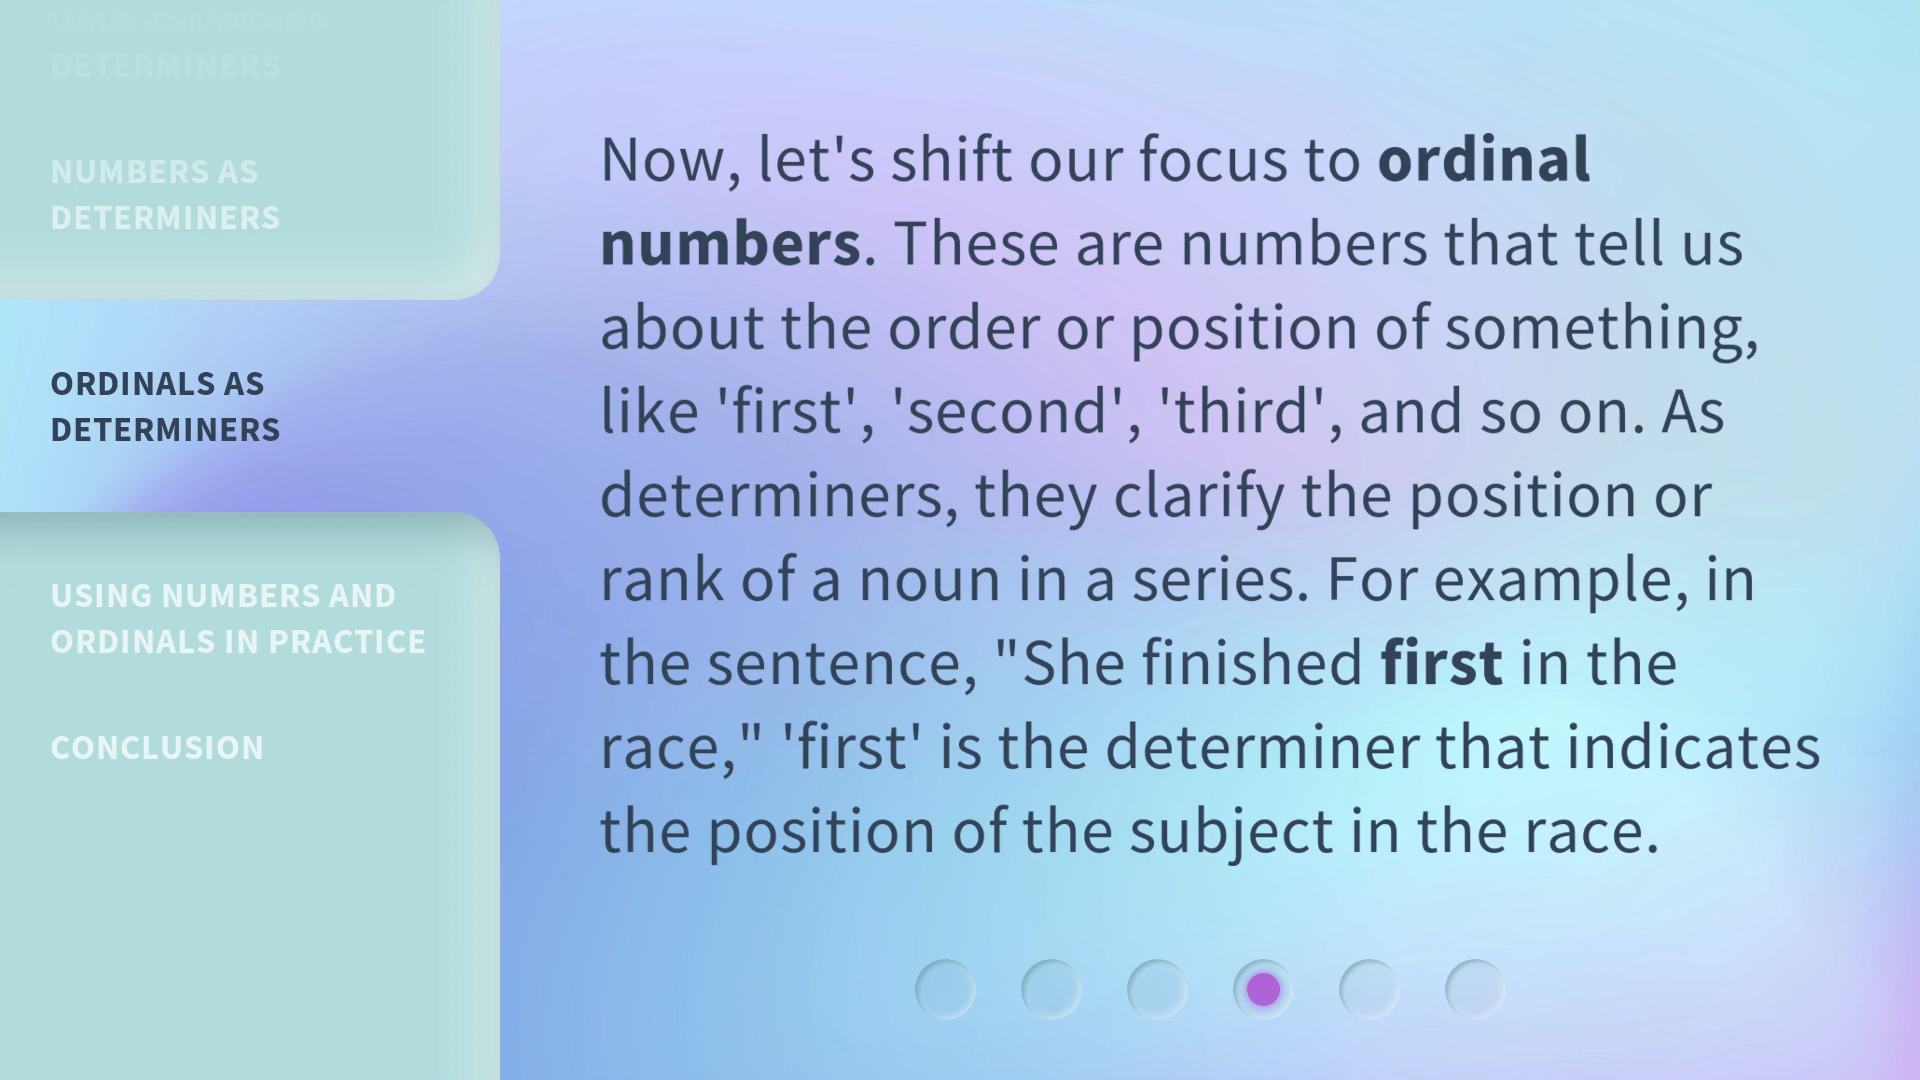 UNDERSTANDING
DETERMINERS
NUMBERS AS
DETERMINERS
ORDINALS AS
DETERMINERS
USING NUMBERS AND
ORDINALS IN PRACTICE
CONCLUSION
Now, let's shift our focus to ordinal
numbers. These are numbers that tell us
about the order or position of something,
like 'first', 'second', 'third', and so on. As
determiners, they clarify the position or
rank of a noun in a series. For example, in
the sentence, "She finished first in the
race," 'first' is the determiner that indicates
the position of the subject in the race.